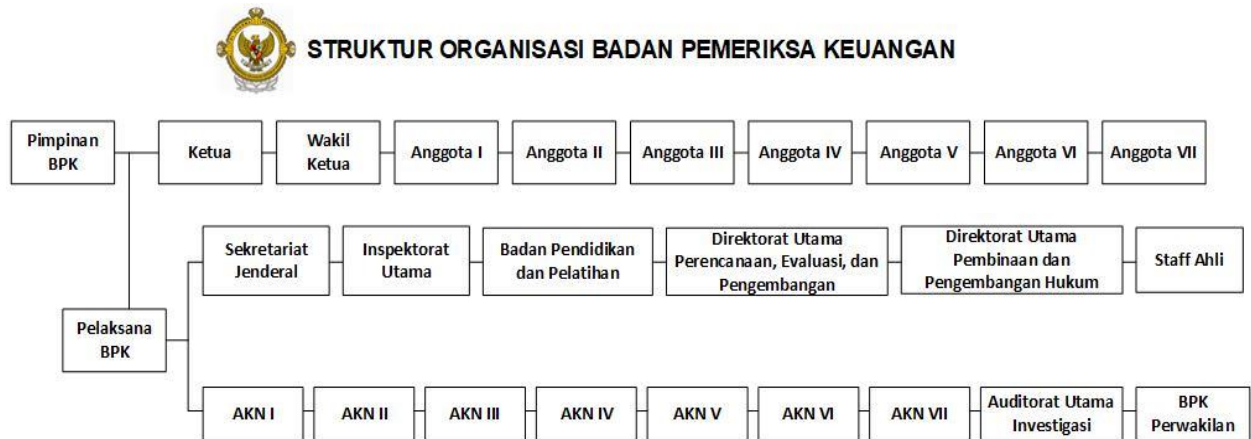 STRUKTUR ORGANISASI BADAN PEMERIKSA KEUANGAN
Pimpinan
BPK
Ketua
Wakil
Ketua
Anggota I
Anggota II
Anggota III
Anggota IV
Anggota V
Anggota VI
Anggota VII
Sekretariat
Jenderal
Inspektorat
Utama
Badan Pendidikan
dan Pelatihan
Direktorat Utama
Perencanaan, Evaluasi, dan
Pengembangan
Direktorat Utama
Pembinaan dan
Pengembangan Hukum
Staff Ahli
Pelaksana
BPK
AKN I
AKN II
AKN III
AKN IV
AKN V
AKN VI
AKN VII
Auditorat Utama
Investigasi
BPK
Perwakilan